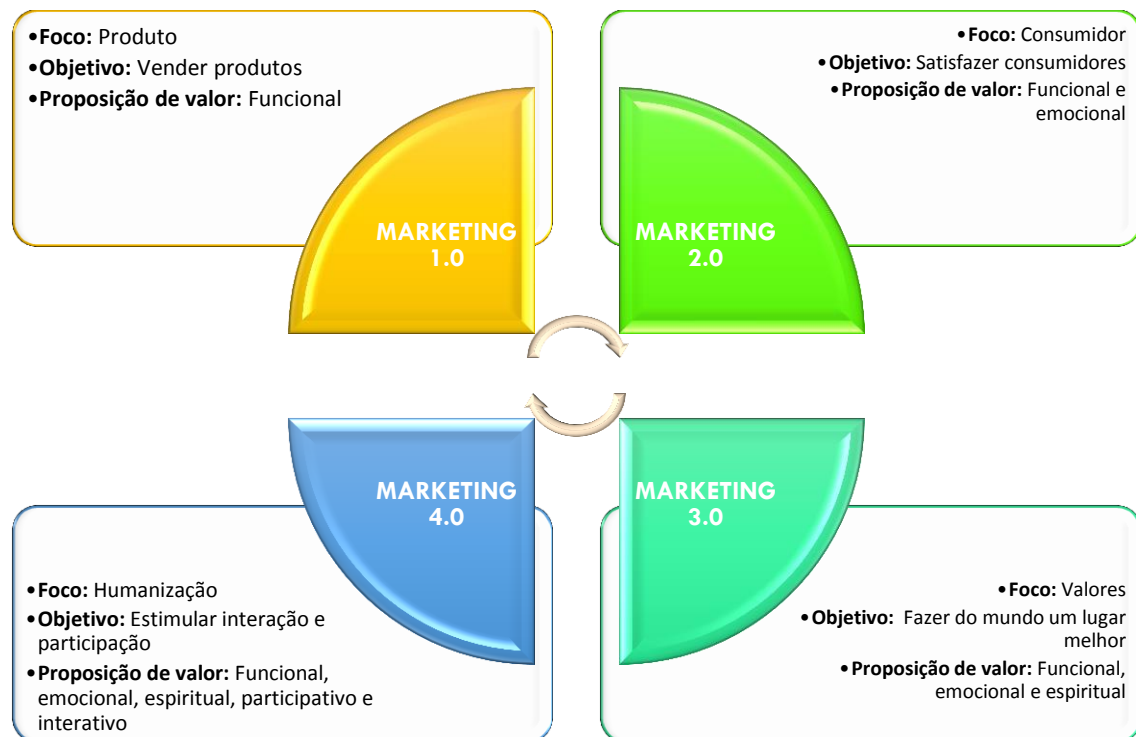 •Foco: Produto
•Objetivo: Vender produtos
•Proposição de valor: Funcional
MARKETING
1.0
•Foco: Consumidor
•Objetivo: Satisfazer consumidores
•Proposição de valor: Funcional e
emocional
MARKETING
2.0
MARKETING
4.0
•Foco: Humanização
•Objetivo: Estimular interação e
participação
•Proposição de valor: Funcional,
emocional, espiritual, participativo e
interativo
MARKETING
3.0
•Foco: Valores
•Objetivo: Fazer do mundo um lugar
melhor
•Proposição de valor: Funcional,
emocional e espiritual